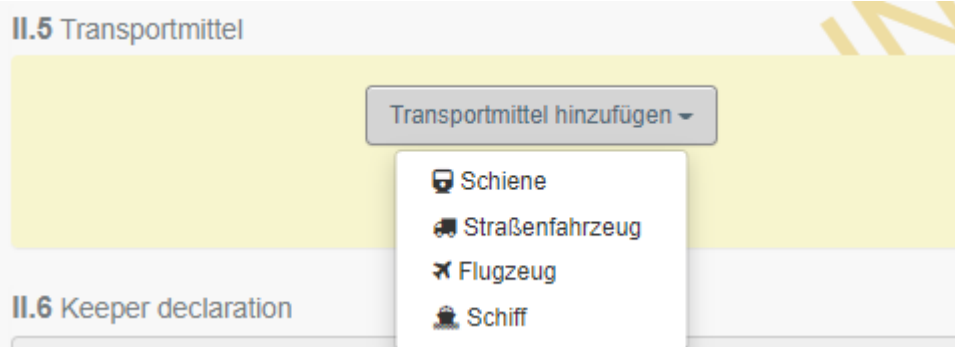 II.5 Transportmittel
Transportmittel hinzufügen
Schiene
Straßenfahrzeug
Flugzeug
Schiff
II.6 Keeper declaration